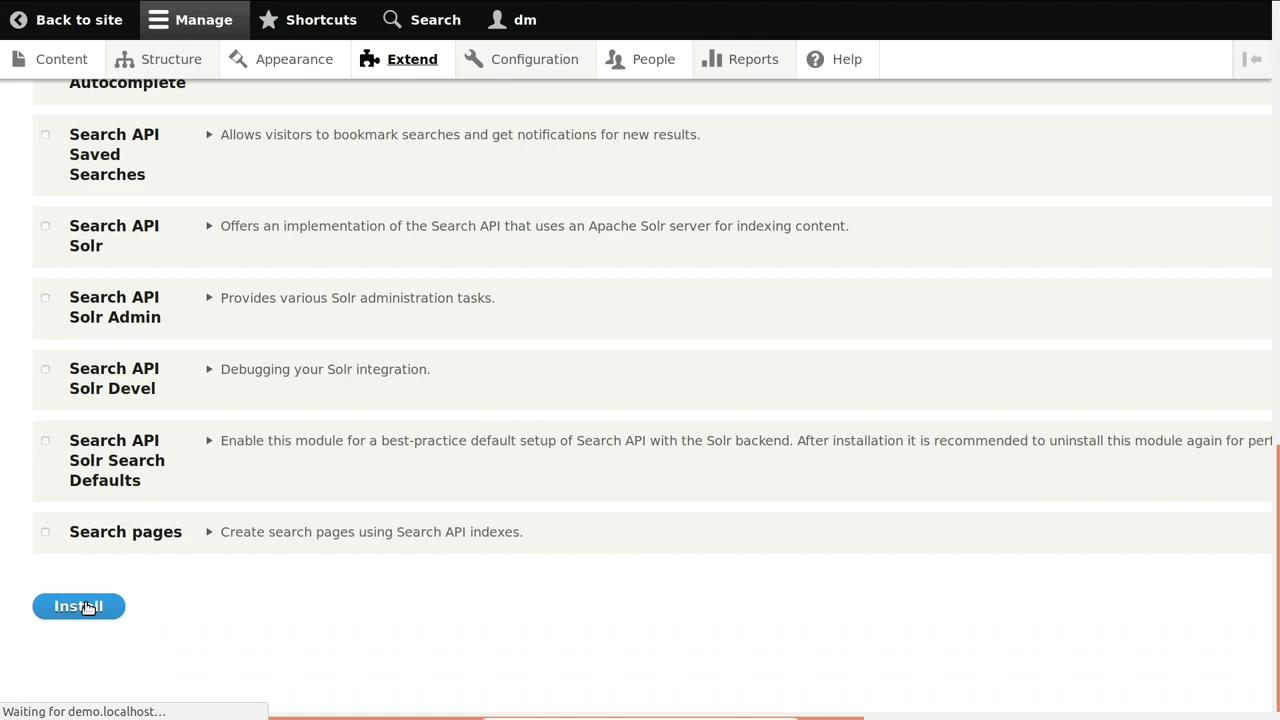 Back to site Manage Shortcuts Search dm
Content Structure Appearance Extend Configuration People Reports Help
Autocomplete
Search API Saved Searches
Allows visitors to bookmark searches and get notifications for new results.
Search API Solr
Offers an implementation of the Search API that uses an Apache Solr server for indexing content.
Search API Solr Admin
Provides various Solr administration tasks.
Search API Solr Devel
Debugging your Solr integration.
Search API Solr Search Defaults
Enable this module for a best-practice default setup of Search API with the Solr backend. After installation it is recommended to uninstall this module again for perf
Search pages
Create search pages using Search API indexes.
Install
Waiting for demo.localhost...